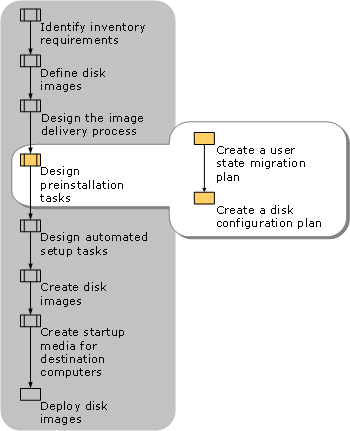 Identify inventory
requirements
Define disk
images
Design the image
delivery process
Design
preinstallation
tasks
Create a user
state migration
plan
Create a disk
configuration plan
Design automated
setup tasks
Create disk
images
Create startup
media for
destination
computers
Deploy disk
images